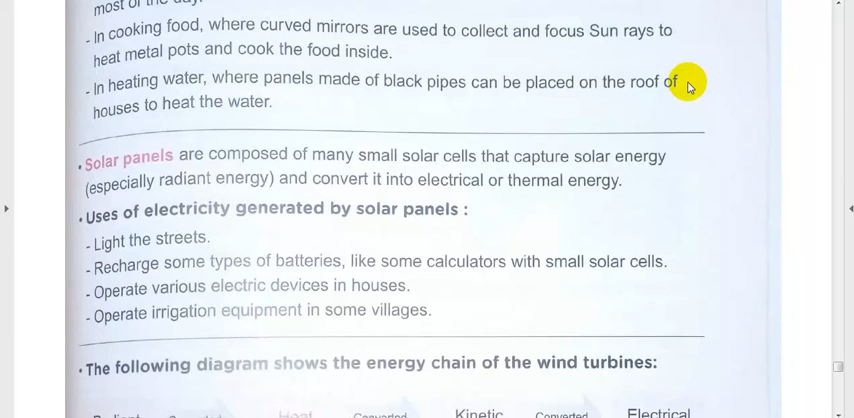 most of the day.
- In cooking food, where curved mirrors are used to collect and focus Sun rays to
heat metal pots and cook the food inside.
- In heating water, where panels made of black pipes can be placed on the roof of
houses to heat the water.
• Solar panels are composed of many small solar cells that capture solar energy
(especially radiant energy) and convert it into electrical or thermal energy.
• Uses of electricity generated by solar panels :
- Light the streets.
- Recharge some types of batteries, like some calculators with small solar cells.
- Operate various electric devices in houses.
- Operate irrigation equipment in some villages.
• The following diagram shows the energy chain of the wind turbines:
Radiant Heat Converted Kinetic Converted Electrical